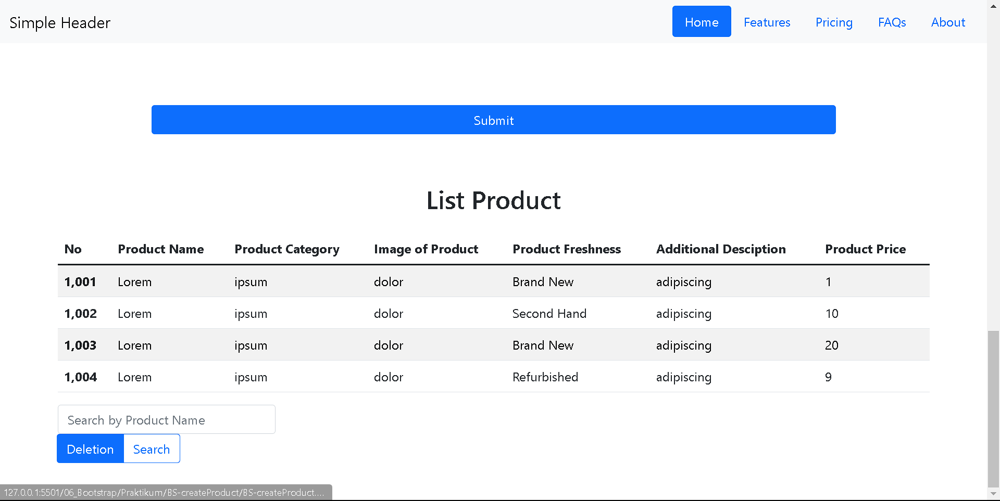 Simple Header Home Features Pricing FAQs About
Submit
List Product
No Product Name Product Category Image of Product Product Freshness Additional Desciption Product Price
1,001 Lorem ipsum dolor Brand New adipiscing 1
1,002 Lorem ipsum dolor Second Hand adipiscing 10
1,003 Lorem ipsum dolor Brand New adipiscing 20
1,004 Lorem ipsum dolor Refurbished adipiscing 9
Search by Product Name
Deletion Search
127.0.0.1:5501/06_Bootstrap/Praktikum/BS-createProduct/BS-createProduct....